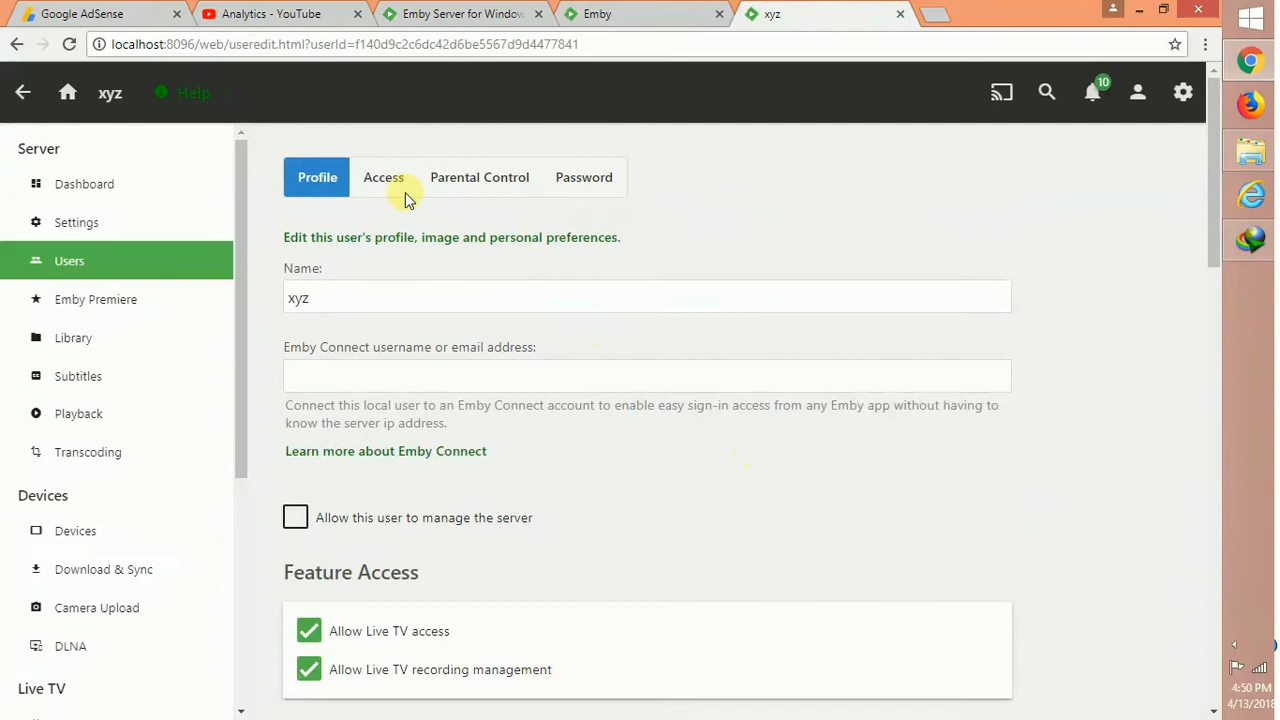 Google AdSense
Analytics - YouTube
Emby Server for Window
Emby
xyz
localhost:8096/web/useredit.html?userId=f140d9c2c6dc42d6be5567d9d4477841
xyz
Help
10
Server
Dashboard
Settings
Users
Emby Premiere
Library
Subtitles
Playback
Transcoding
Devices
Devices
Download & Sync
Camera Upload
DLNA
Live TV
Profile Access Parental Control Password
Edit this user's profile, image and personal preferences.
Name:
xyz
Emby Connect username or email address:
Connect this local user to an Emby Connect account to enable easy sign-in access from any Emby app without having to
know the server ip address.
Learn more about Emby Connect
Allow this user to manage the server
Feature Access
Allow Live TV access
Allow Live TV recording management
4:50 PM
4/13/2018